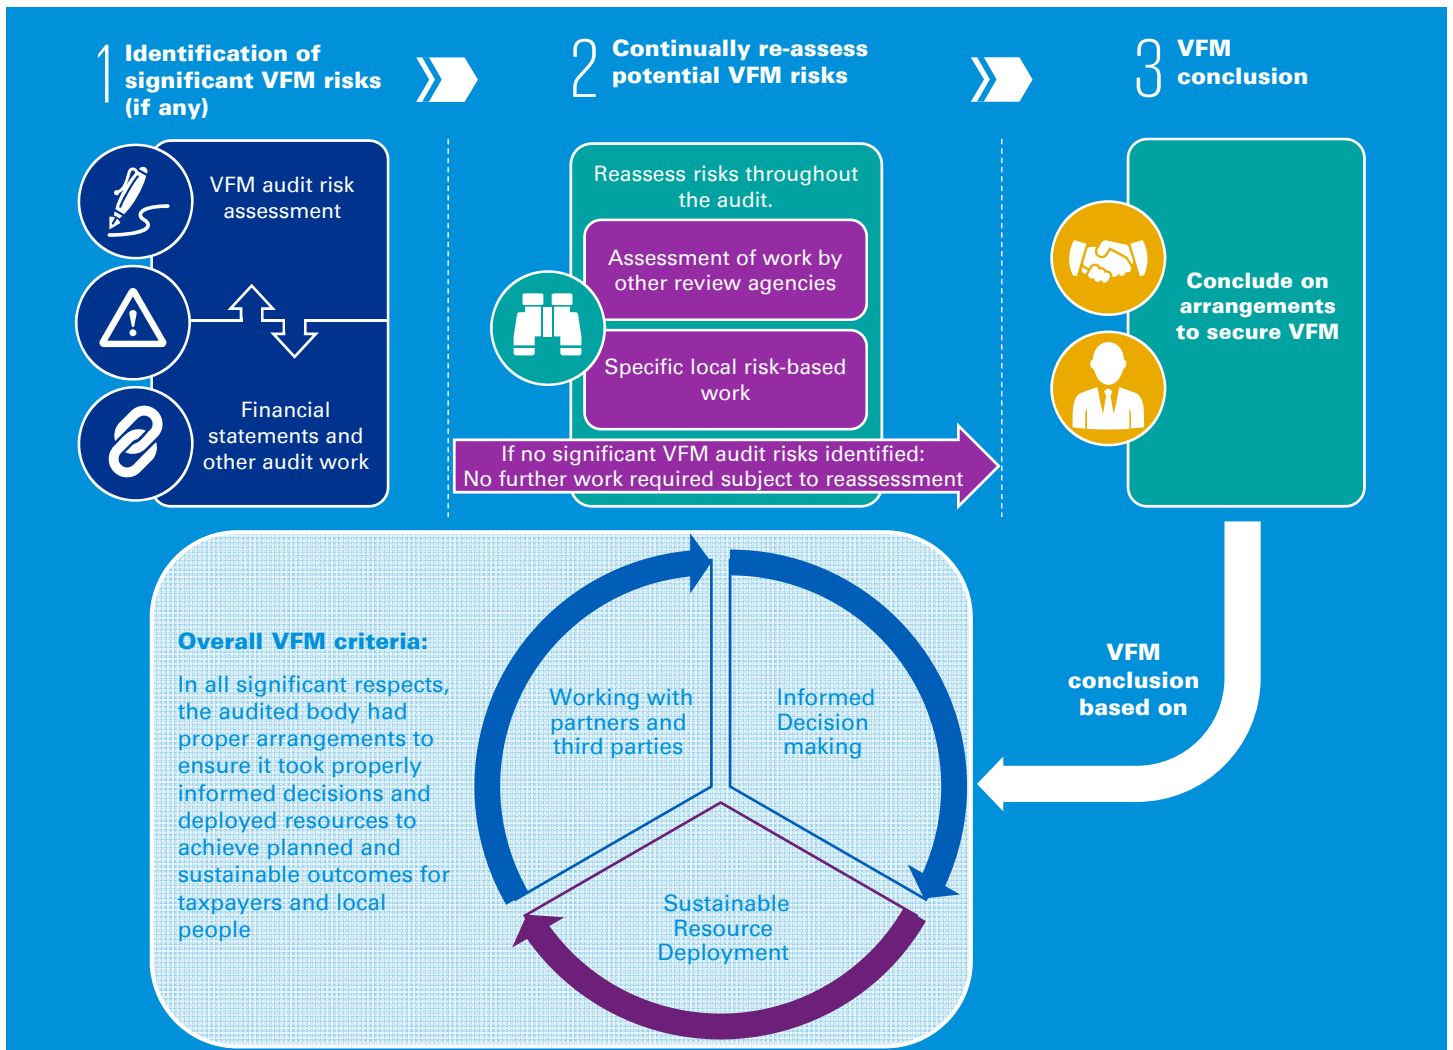 1 Identification of
significant VFM risks
(if any)
2 Continually re-assess
potential VFM risks
3 VFM
conclusion
VFM audit risk
assessment
Financial
statements and
other audit work
Reassess risks throughout
the audit.
Assessment of work by
other review agencies
Specific local risk-based
work
If no significant VFM audit risks identified:
No further work required subject to reassessment
Conclude on
arrangements
to secure VFM
VFM
conclusion
based on
Overall VFM criteria:
In all significant respects,
the audited body had
proper arrangements to
ensure it took properly
informed decisions and
deployed resources to
achieve planned and
sustainable outcomes for
taxpayers and local
people
Working with
partners and
third parties
Informed
Decision
making
Sustainable
Resource
Deployment